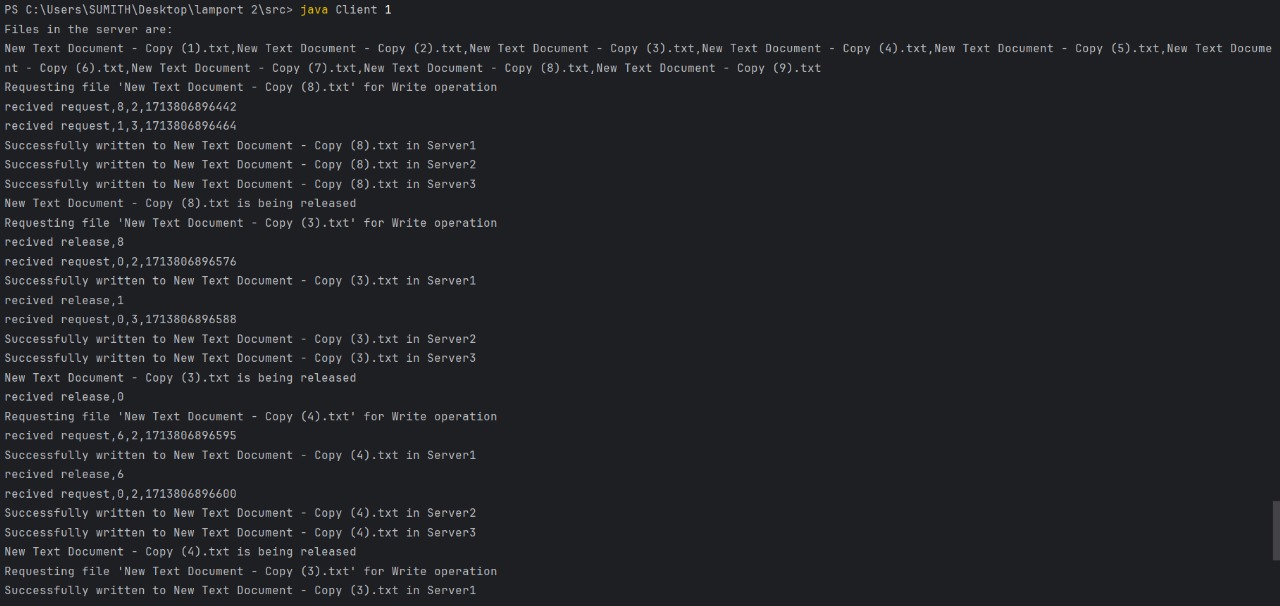 PS C:\Users\SUMITH\Desktop\lamport 2\src> java Client 1
Files in the server are:
New Text Document - Copy (1).txt,New Text Document - Copy (2).txt,New Text Document - Copy (3).txt,New Text Document - Copy (4).txt,New Text Document - Copy (5).txt,New Text Docume
nt - Copy (6).txt,New Text Document - Copy (7).txt,New Text Document - Copy (8).txt,New Text Document - Copy (9).txt
Requesting file 'New Text Document - Copy (8).txt' for Write operation
recived request,8,2,1713806896442
recived request,1,3,1713806896464
Successfully written to New Text Document - Copy (8).txt in Server1
Successfully written to New Text Document - Copy (8).txt in Server2
Successfully written to New Text Document - Copy (8).txt in Server3
New Text Document - Copy (8).txt is being released
Requesting file 'New Text Document - Copy (3).txt' for Write operation
recived release,8
recived request,0,2,1713806896576
Successfully written to New Text Document - Copy (3).txt in Server1
recived release,1
recived request,0,3,1713806896588
Successfully written to New Text Document - Copy (3).txt in Server2
Successfully written to New Text Document - Copy (3).txt in Server3
New Text Document - Copy (3).txt is being released
recived release,0
Requesting file 'New Text Document - Copy (4).txt' for Write operation
recived request,6,2,1713806896595
Successfully written to New Text Document - Copy (4).txt in Server1
recived release,6
recived request,0,2,1713806896600
Successfully written to New Text Document - Copy (4).txt in Server2
Successfully written to New Text Document - Copy (4).txt in Server3
New Text Document - Copy (4).txt is being released
Requesting file 'New Text Document - Copy (3).txt' for Write operation
Successfully written to New Text Document - Copy (3).txt in Server1